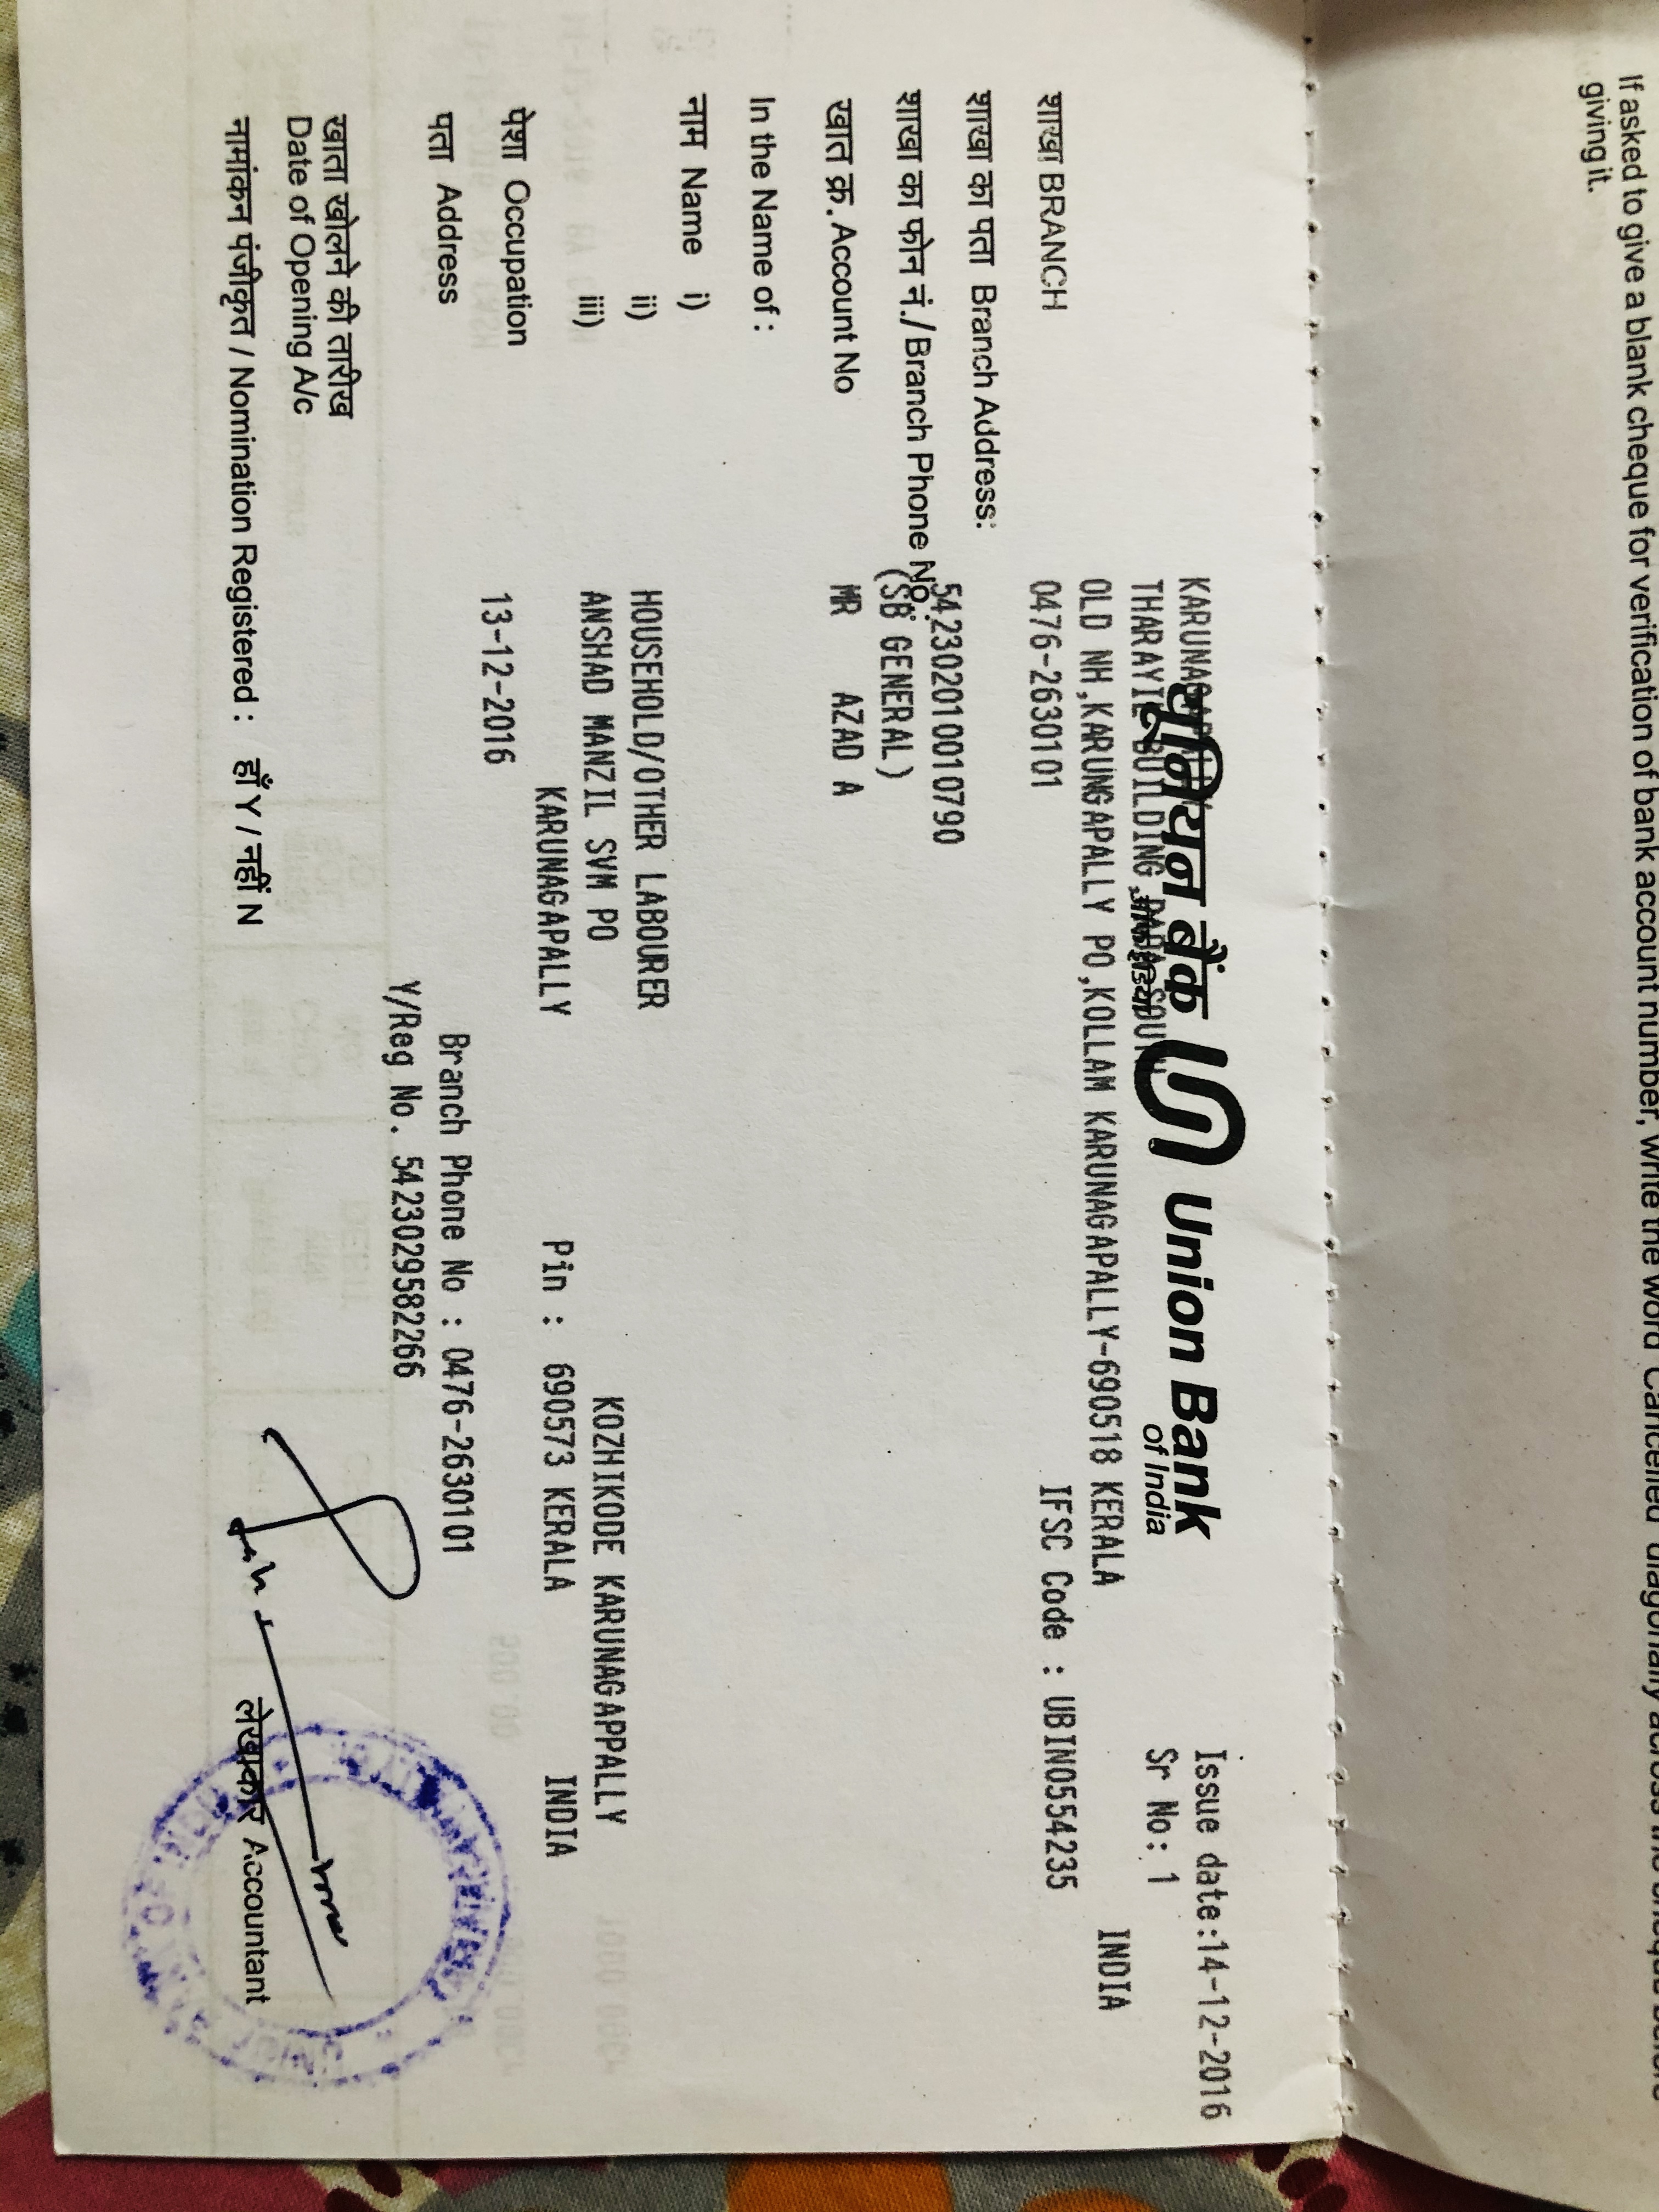 If asked to give a blank cheque for verification of bank account number, write the word 'Cancelled' diagonally across the cheque before
giving it.
यूनियन बैंक Union Bank
ऑफ इंडिया of India
Issue date:14-12-2016
Sr No: 1
शाखा BRANCH
KARUNAGAPALLY
शाखा का पता Branch Address:
THARAYIL BUILDING, PADA SOUTH
OLD NH,KARUNGAPALLY PO,KOLLAM KARUNAGAPALLY-690518 KERALA INDIA
शाखा का फोन नं./ Branch Phone No.:
0476-2630101 IFSC Code : UBIN0554235
खात क्र. Account No
542302010010790
(SB GENERAL)
In the Name of :
MR AZAD A
नाम Name i)
ii)
iii)
पेशा Occupation
HOUSEHOLD/OTHER LABOURER
पता Address
ANSHAD MANZIL SVM PO KOZHIKODE KARUNAGAPPALLY
KARUNAGAPALLY Pin : 690573 KERALA INDIA
खाता खोलने की तारीख
Date of Opening A/c
13-12-2016
Branch Phone No : 0476-2630101
नामांकन पंजीकृत / Nomination Registered : हाँ Y / नहीं N
Y/Reg No. 5423029582266
लेखाकार Accountant